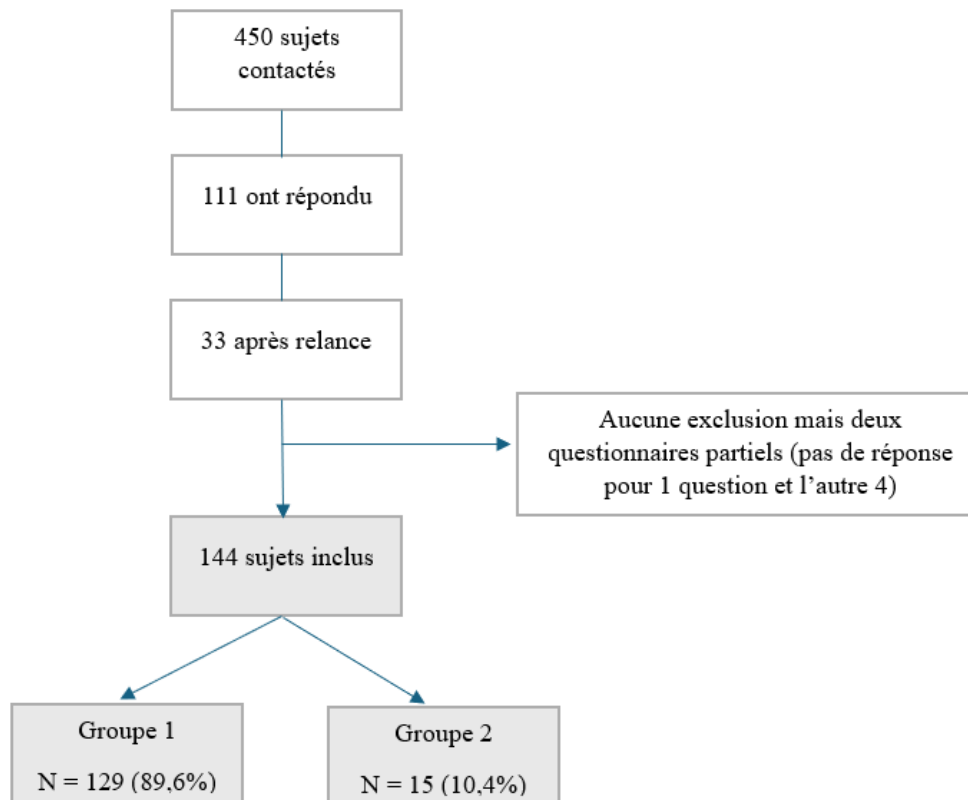 450 sujets
contactés
111 ont répondu
33 après relance
Aucune exclusion mais deux
questionnaires partiels (pas de réponse
pour 1 question et l’autre 4)
144 sujets inclus
Groupe 1
N = 129 (89,6%)
Groupe 2
N = 15 (10,4%)